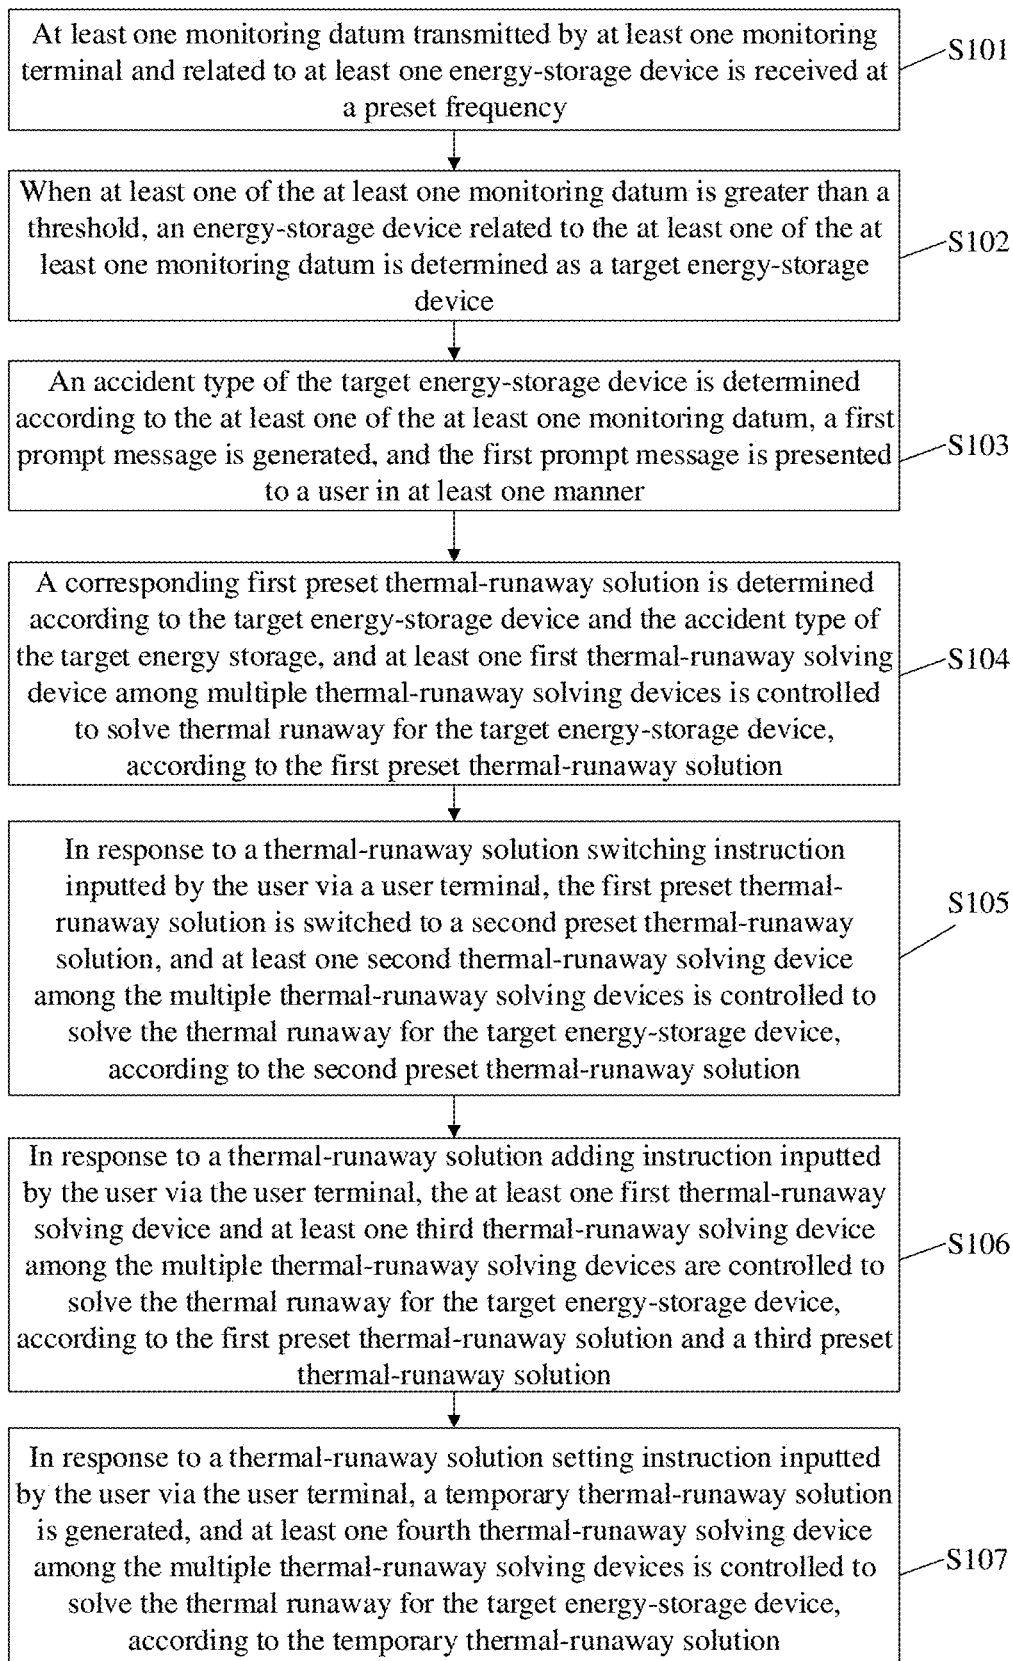 At least one monitoring datum transmitted by at least one monitoring
terminal and related to at least one energy-storage device is received at
a preset frequency
S101
When at least one of the at least one monitoring datum is greater than a
threshold, an energy-storage device related to the at least one of the at
least one monitoring datum is determined as a target energy-storage
device
S102
An accident type of the target energy-storage device is determined
according to the at least one of the at least one monitoring datum, a first
prompt message is generated, and the first prompt message is presented
to a user in at least one manner
S103
A corresponding first preset thermal-runaway solution is determined
according to the target energy-storage device and the accident type of
the target energy storage, and at least one first thermal-runaway solving
device among multiple thermal-runaway solving devices is controlled
to solve thermal runaway for the target energy-storage device,
according to the first preset thermal-runaway solution
S104
In response to a thermal-runaway solution switching instruction
inputted by the user via a user terminal, the first preset thermal-
runaway solution is switched to a second preset thermal-runaway
solution, and at least one second thermal-runaway solving device
among the multiple thermal-runaway solving devices is controlled to
solve the thermal runaway for the target energy-storage device,
according to the second preset thermal-runaway solution
S105
In response to a thermal-runaway solution adding instruction inputted
by the user via the user terminal, the at least one first thermal-runaway
solving device and at least one third thermal-runaway solving device
among the multiple thermal-runaway solving devices are controlled to
solve the thermal runaway for the target energy-storage device,
according to the first preset thermal-runaway solution and a third preset
thermal-runaway solution
S106
In response to a thermal-runaway solution setting instruction inputted
by the user via the user terminal, a temporary thermal-runaway solution
is generated, and at least one fourth thermal-runaway solving device
among the multiple thermal-runaway solving devices is controlled to
solve the thermal runaway for the target energy-storage device,
according to the temporary thermal-runaway solution
S107